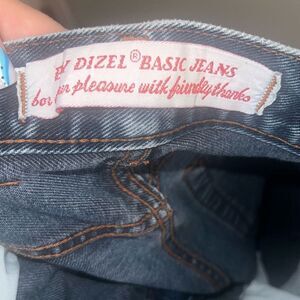 DIZEL® BASIC JEANS
pleasure with friendly thanks